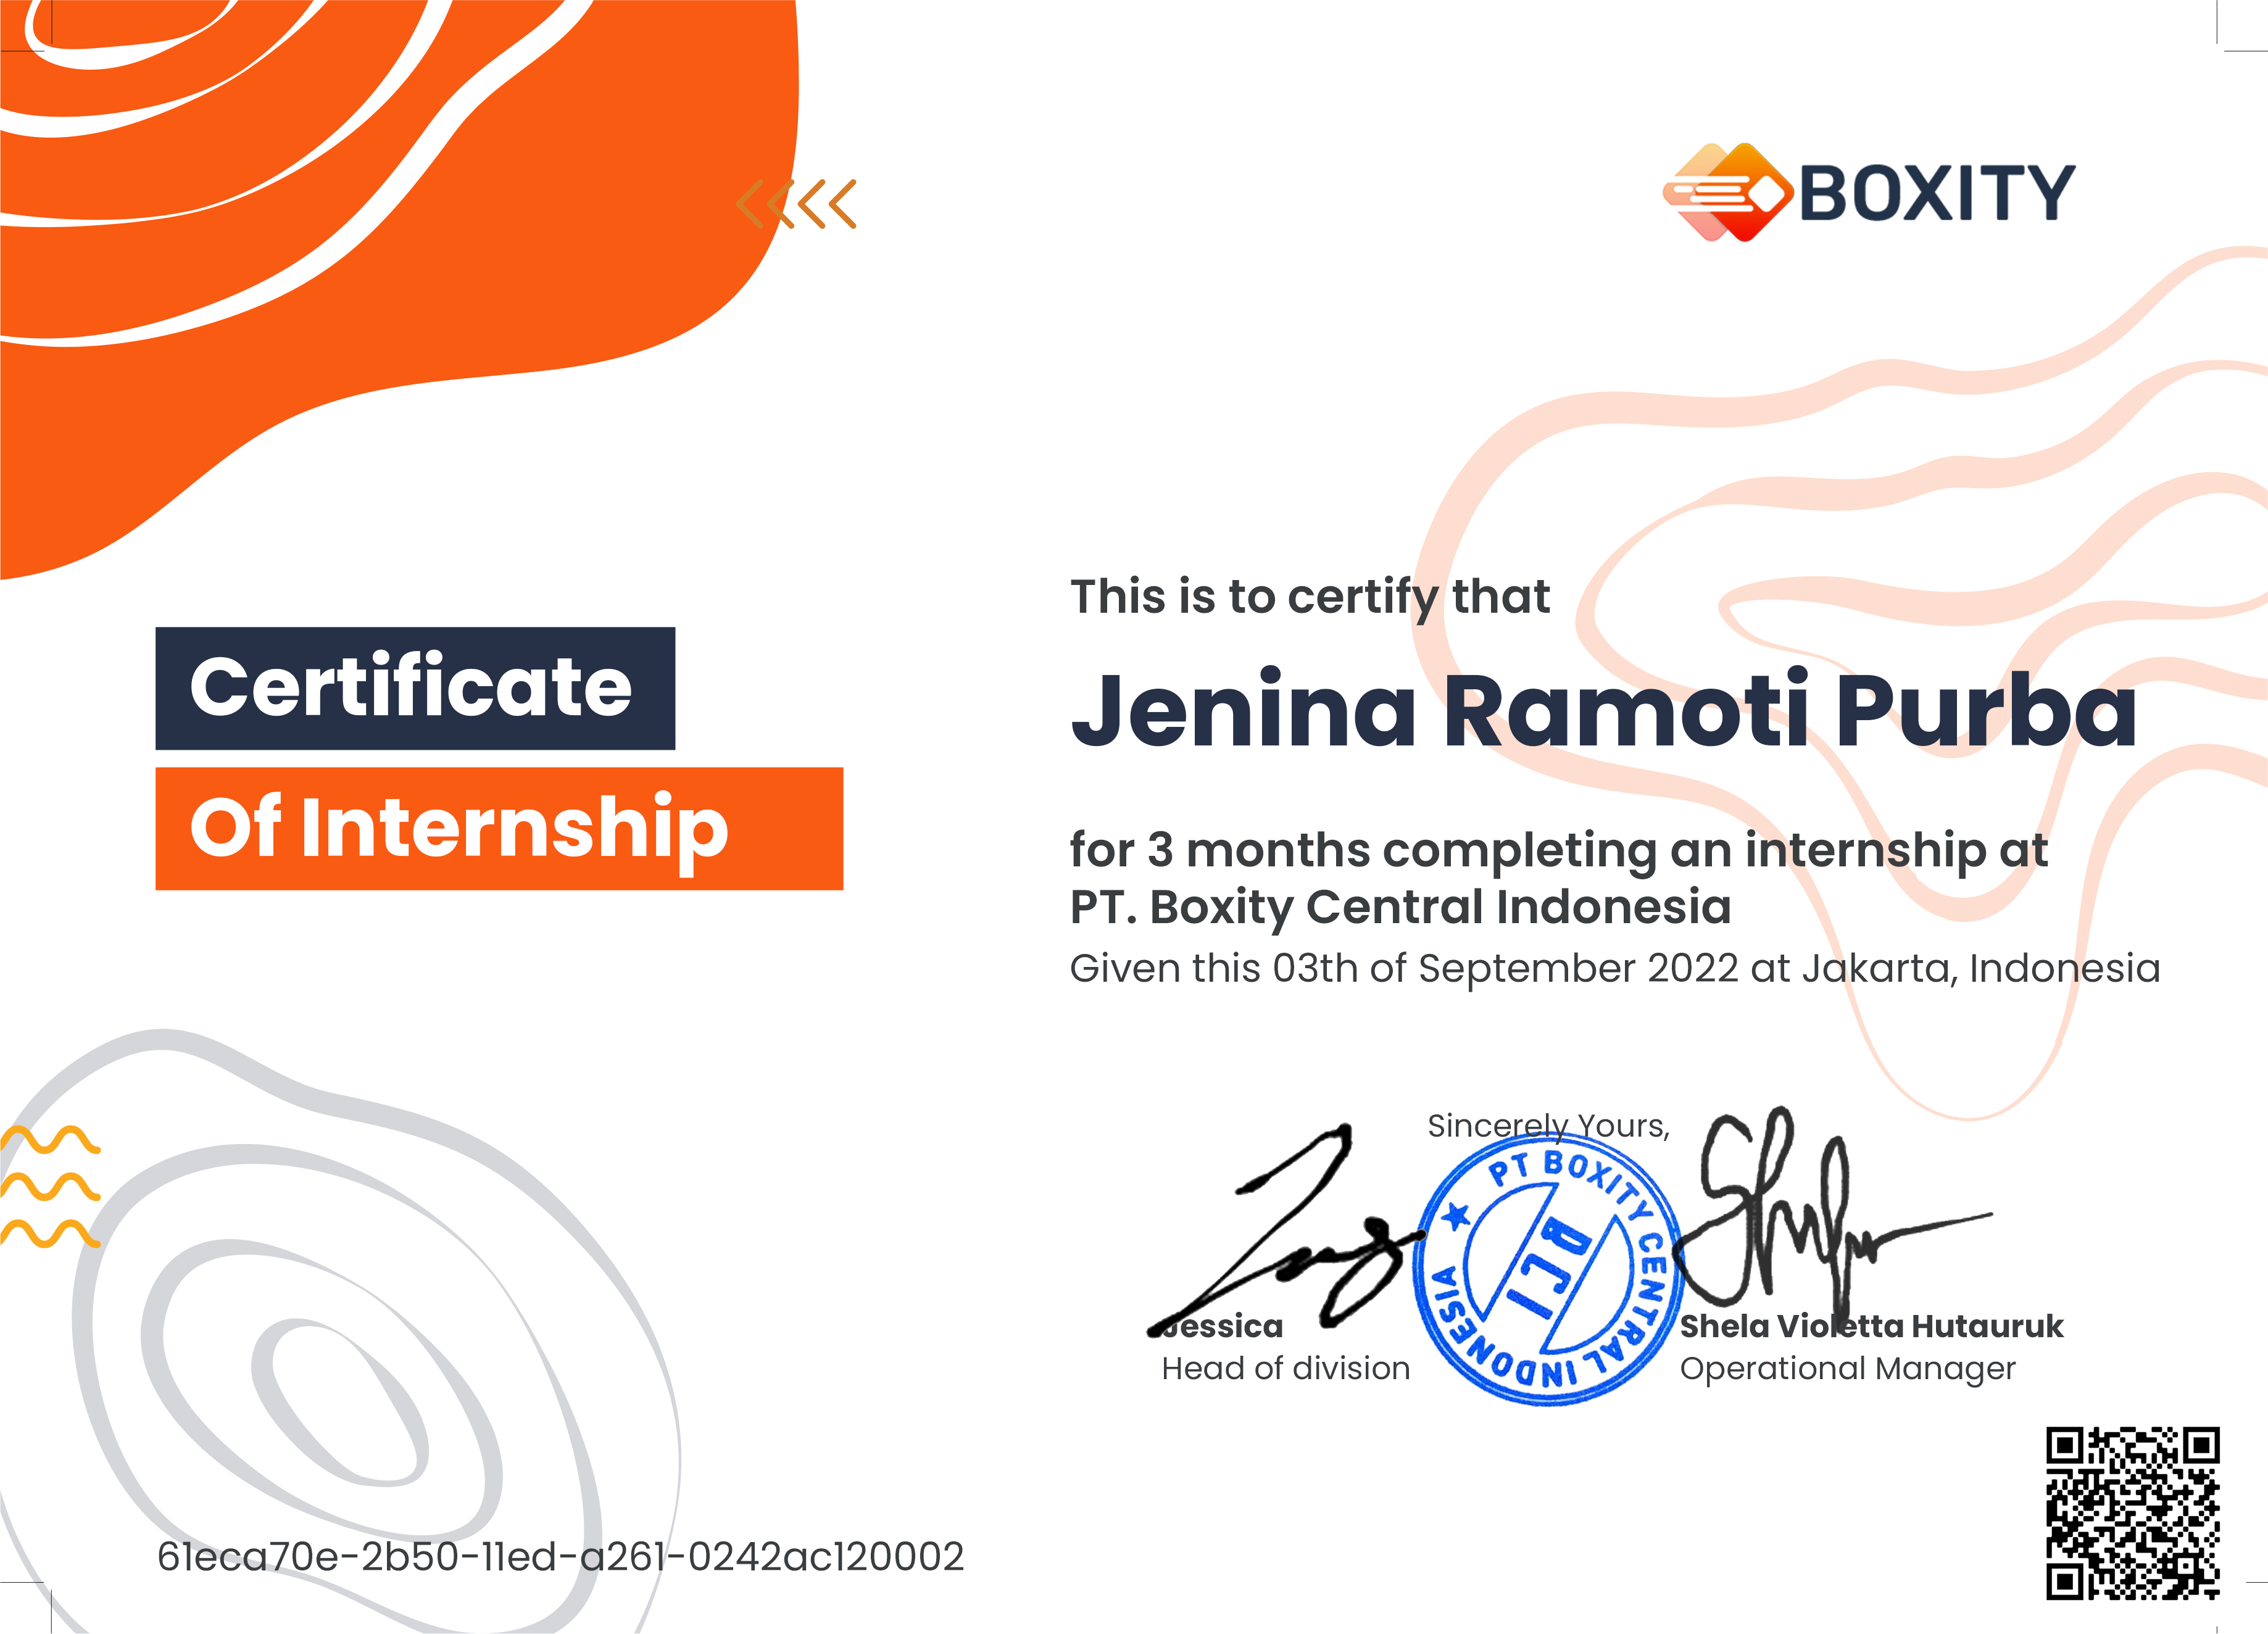 BOXITY
Certificate
Of Internship
This is to certify that
Jenina Ramoti Purba
for 3 months completing an internship at
PT. Boxity Central Indonesia
Given this 03th of September 2022 at Jakarta, Indonesia
Sincerely Yours,
PT BOXITY CENTRAL INDONESIA
BCI
Jessica
Head of division
Shela Violetta Hutauruk
Operational Manager
61eca70e-2b50-11ed-a261-0242ac120002